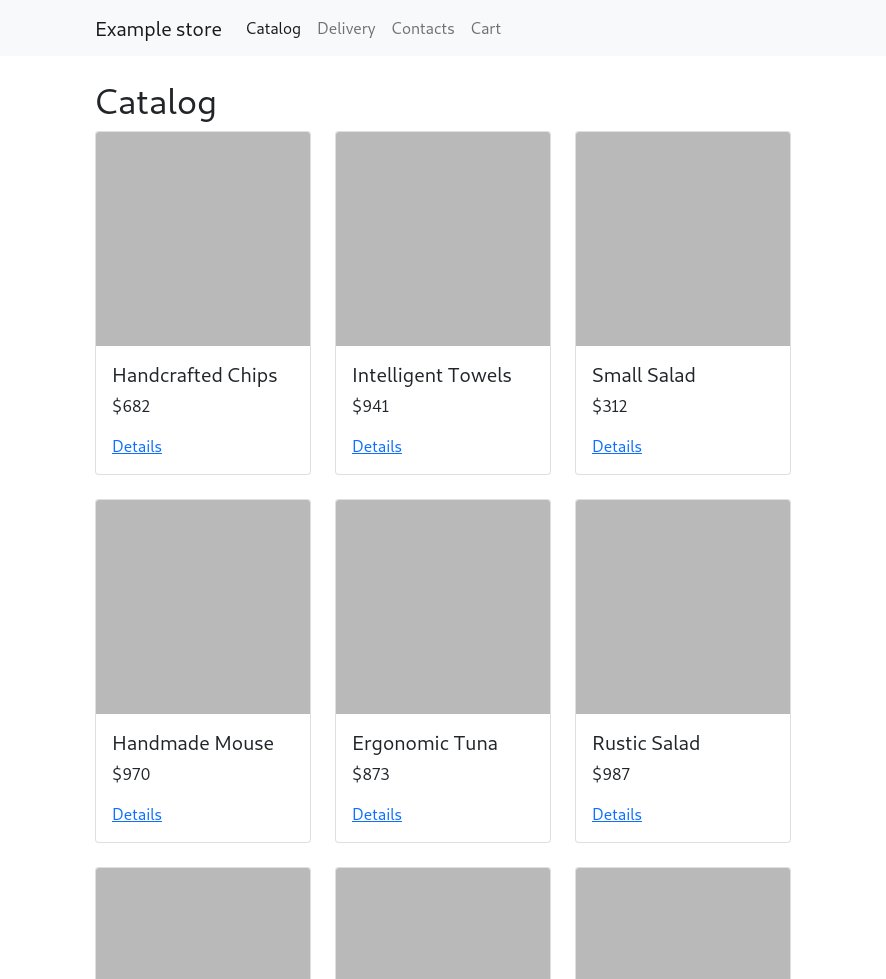 Example store Catalog Delivery Contacts Cart
Catalog
Handcrafted Chips
$682
Details
Intelligent Towels
$941
Details
Small Salad
$312
Details
Handmade Mouse
$970
Details
Ergonomic Tuna
$873
Details
Rustic Salad
$987
Details